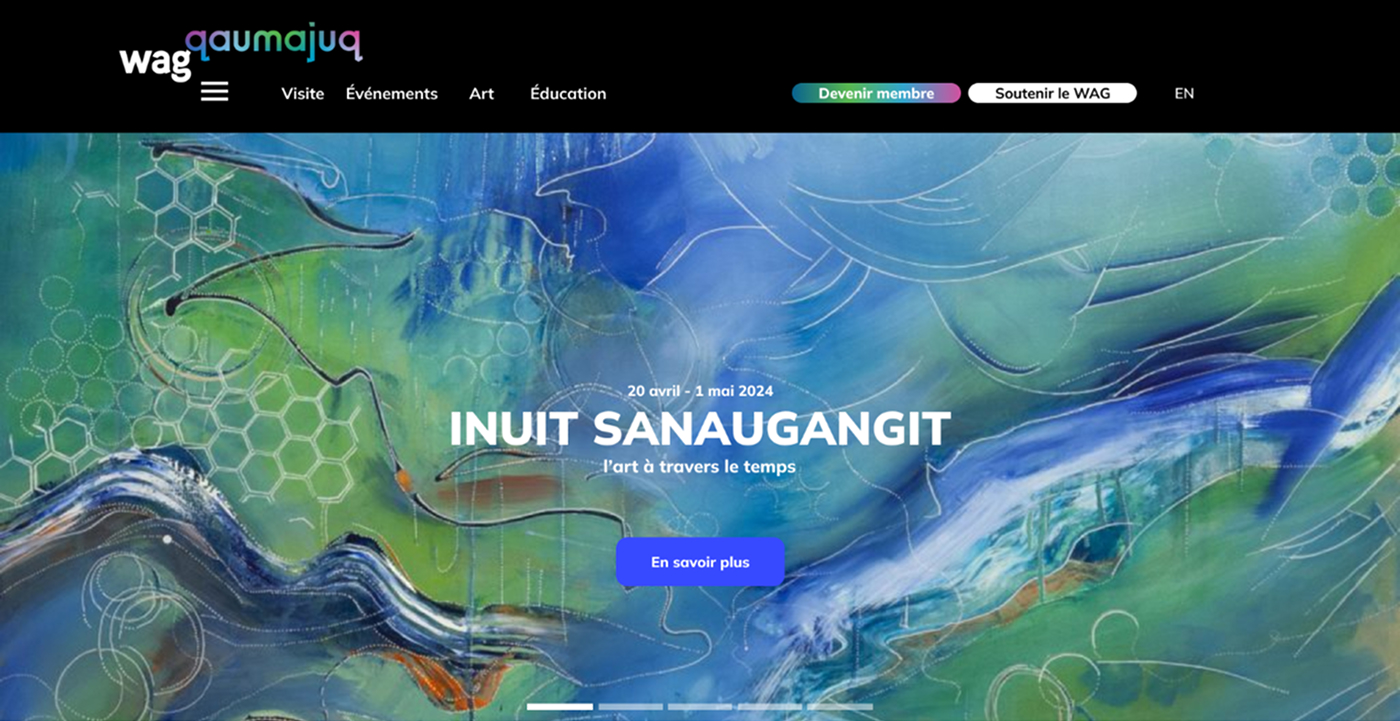 qaumajuq
wag
Visite Événements Art Éducation Devenir membre Soutenir le WAG EN
20 avril - 1 mai 2024
INUIT SANAUGANGIT
l'art à travers le temps
En savoir plus